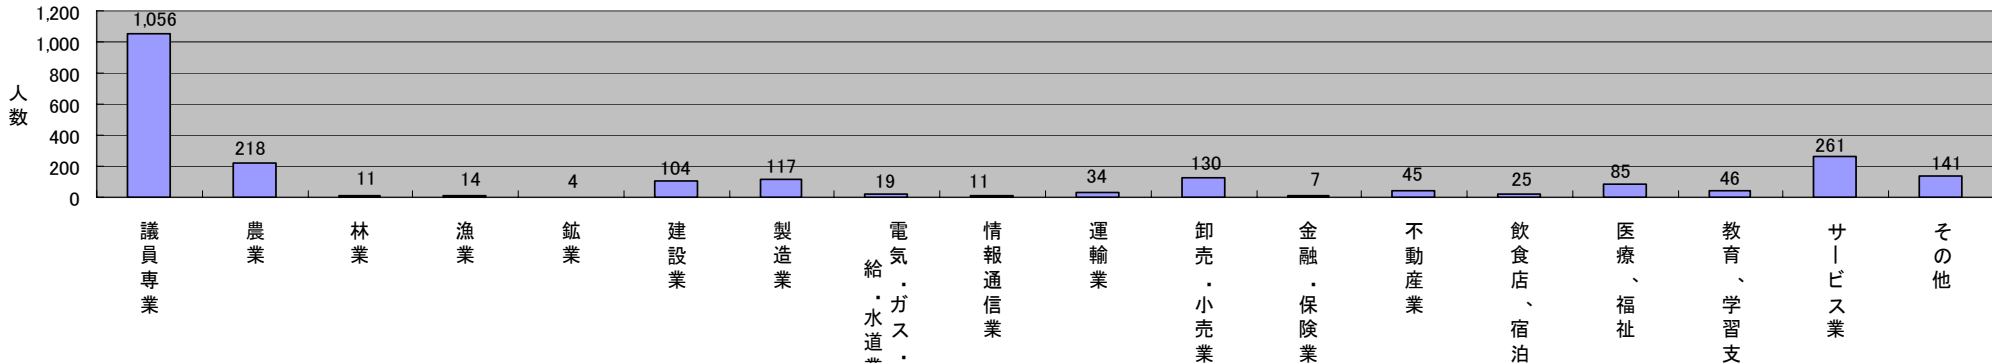 1,200
1,000
800
600
400
200
0
人数
1,056
218
11
14
4
104
117
19
11
34
130
7
45
25
85
46
261
141
議員専業
農業
林業
漁業
鉱業
建設業
製造業
電気・ガス・
給・水道業
情報通信業
運輸業
卸売・小売業
金融・保険業
不動産業
飲食店、宿泊
医療、福祉
教育、学習支
サービス業
その他